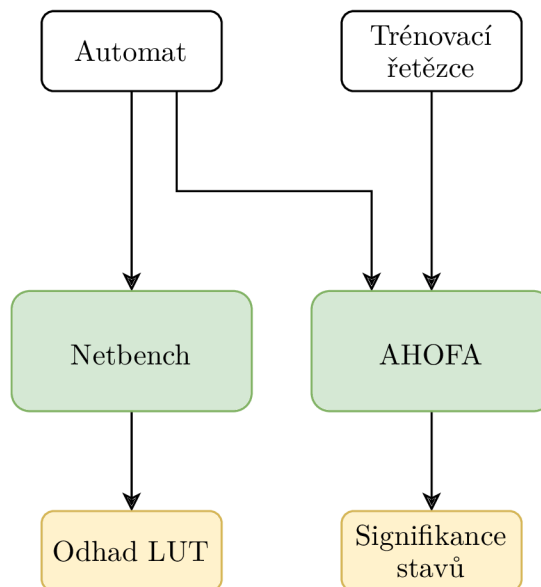 Automat
Trénovací
řetězce
Netbench
AHOFA
Odhad LUT
Signifikance
stavů